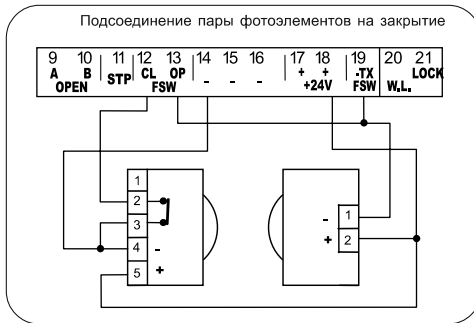 Подсоединение пары фотоэлементов на закрытие
9 10 11 12 13 14 15 16 17 18 19 20 21
A B STP CL OP - - - + + -TX W.L. LOCK
OPEN FSW +24V FSW
1
2
3
4 -
5 +
- 1
+ 2